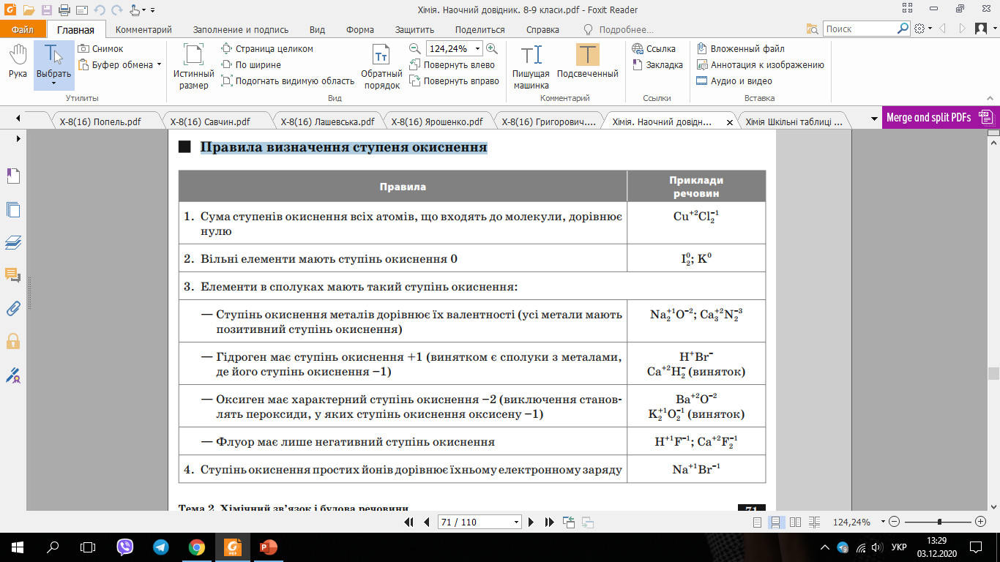 Хімія. Наочний довідник. 8-9 класи.pdf - Foxit Reader
Файл Главная Комментарий Заполнение и подпись Вид Форма Защитить Поделиться Справка Подробнее... Поиск
Рука
Выбрать
Снимок
Буфер обмена
Утилиты
Истинный размер
Страница целиком
По ширине
Подогнать видимую область
Обратный порядок
124,24%
Повернуть влево
Повернуть вправо
Вид
Пишущая машинка
Подсвеченный
Комментарий
Ссылка
Закладка
Ссылки
Вложенный файл
Аннотация к изображению
Аудио и видео
Вставка
Х-8(16) Попель.pdf Х-8(16) Савчин.pdf Х-8(16) Лашевська.pdf Х-8(16) Ярошенко.pdf Х-8(16) Григорович.... Хімія. Наочний довідн... Хімія Шкільні таблиці ... Merge and split PDFs
Правила визначення ступеня окиснення
Правила
Приклади
речовин
1. Сума ступенів окиснення всіх атомів, що входять до молекули, дорівнює
нулю
Cu⁺²Cl₂⁻¹
2. Вільні елементи мають ступінь окиснення 0
I₂⁰; K⁰
3. Елементи в сполуках мають такий ступінь окиснення:
— Ступінь окиснення металів дорівнює їх валентності (усі метали мають
позитивний ступінь окиснення)
Na₂⁺¹O⁻²; Ca₃⁺²N₂⁻³
— Гідроген має ступінь окиснення +1 (винятком є сполуки з металами,
де його ступінь окиснення −1)
H⁺Br⁻
Ca⁺²H₂⁻ (виняток)
— Оксиген має характерний ступінь окиснення −2 (виключення станов-
лять пероксиди, у яких ступінь окиснення оксисену −1)
Ba⁺²O⁻²
K₂⁺¹O₂⁻¹ (виняток)
— Флуор має лише негативний ступінь окиснення
H⁺¹F⁻¹; Ca⁺²F₂⁻¹
4. Ступінь окиснення простих йонів дорівнює їхньому електронному заряду
Na⁺¹Br⁻¹
Тема 2. Хімічний зв’язок і будова речовини 71
71 / 110
124,24%
УКР
13:29
03.12.2020